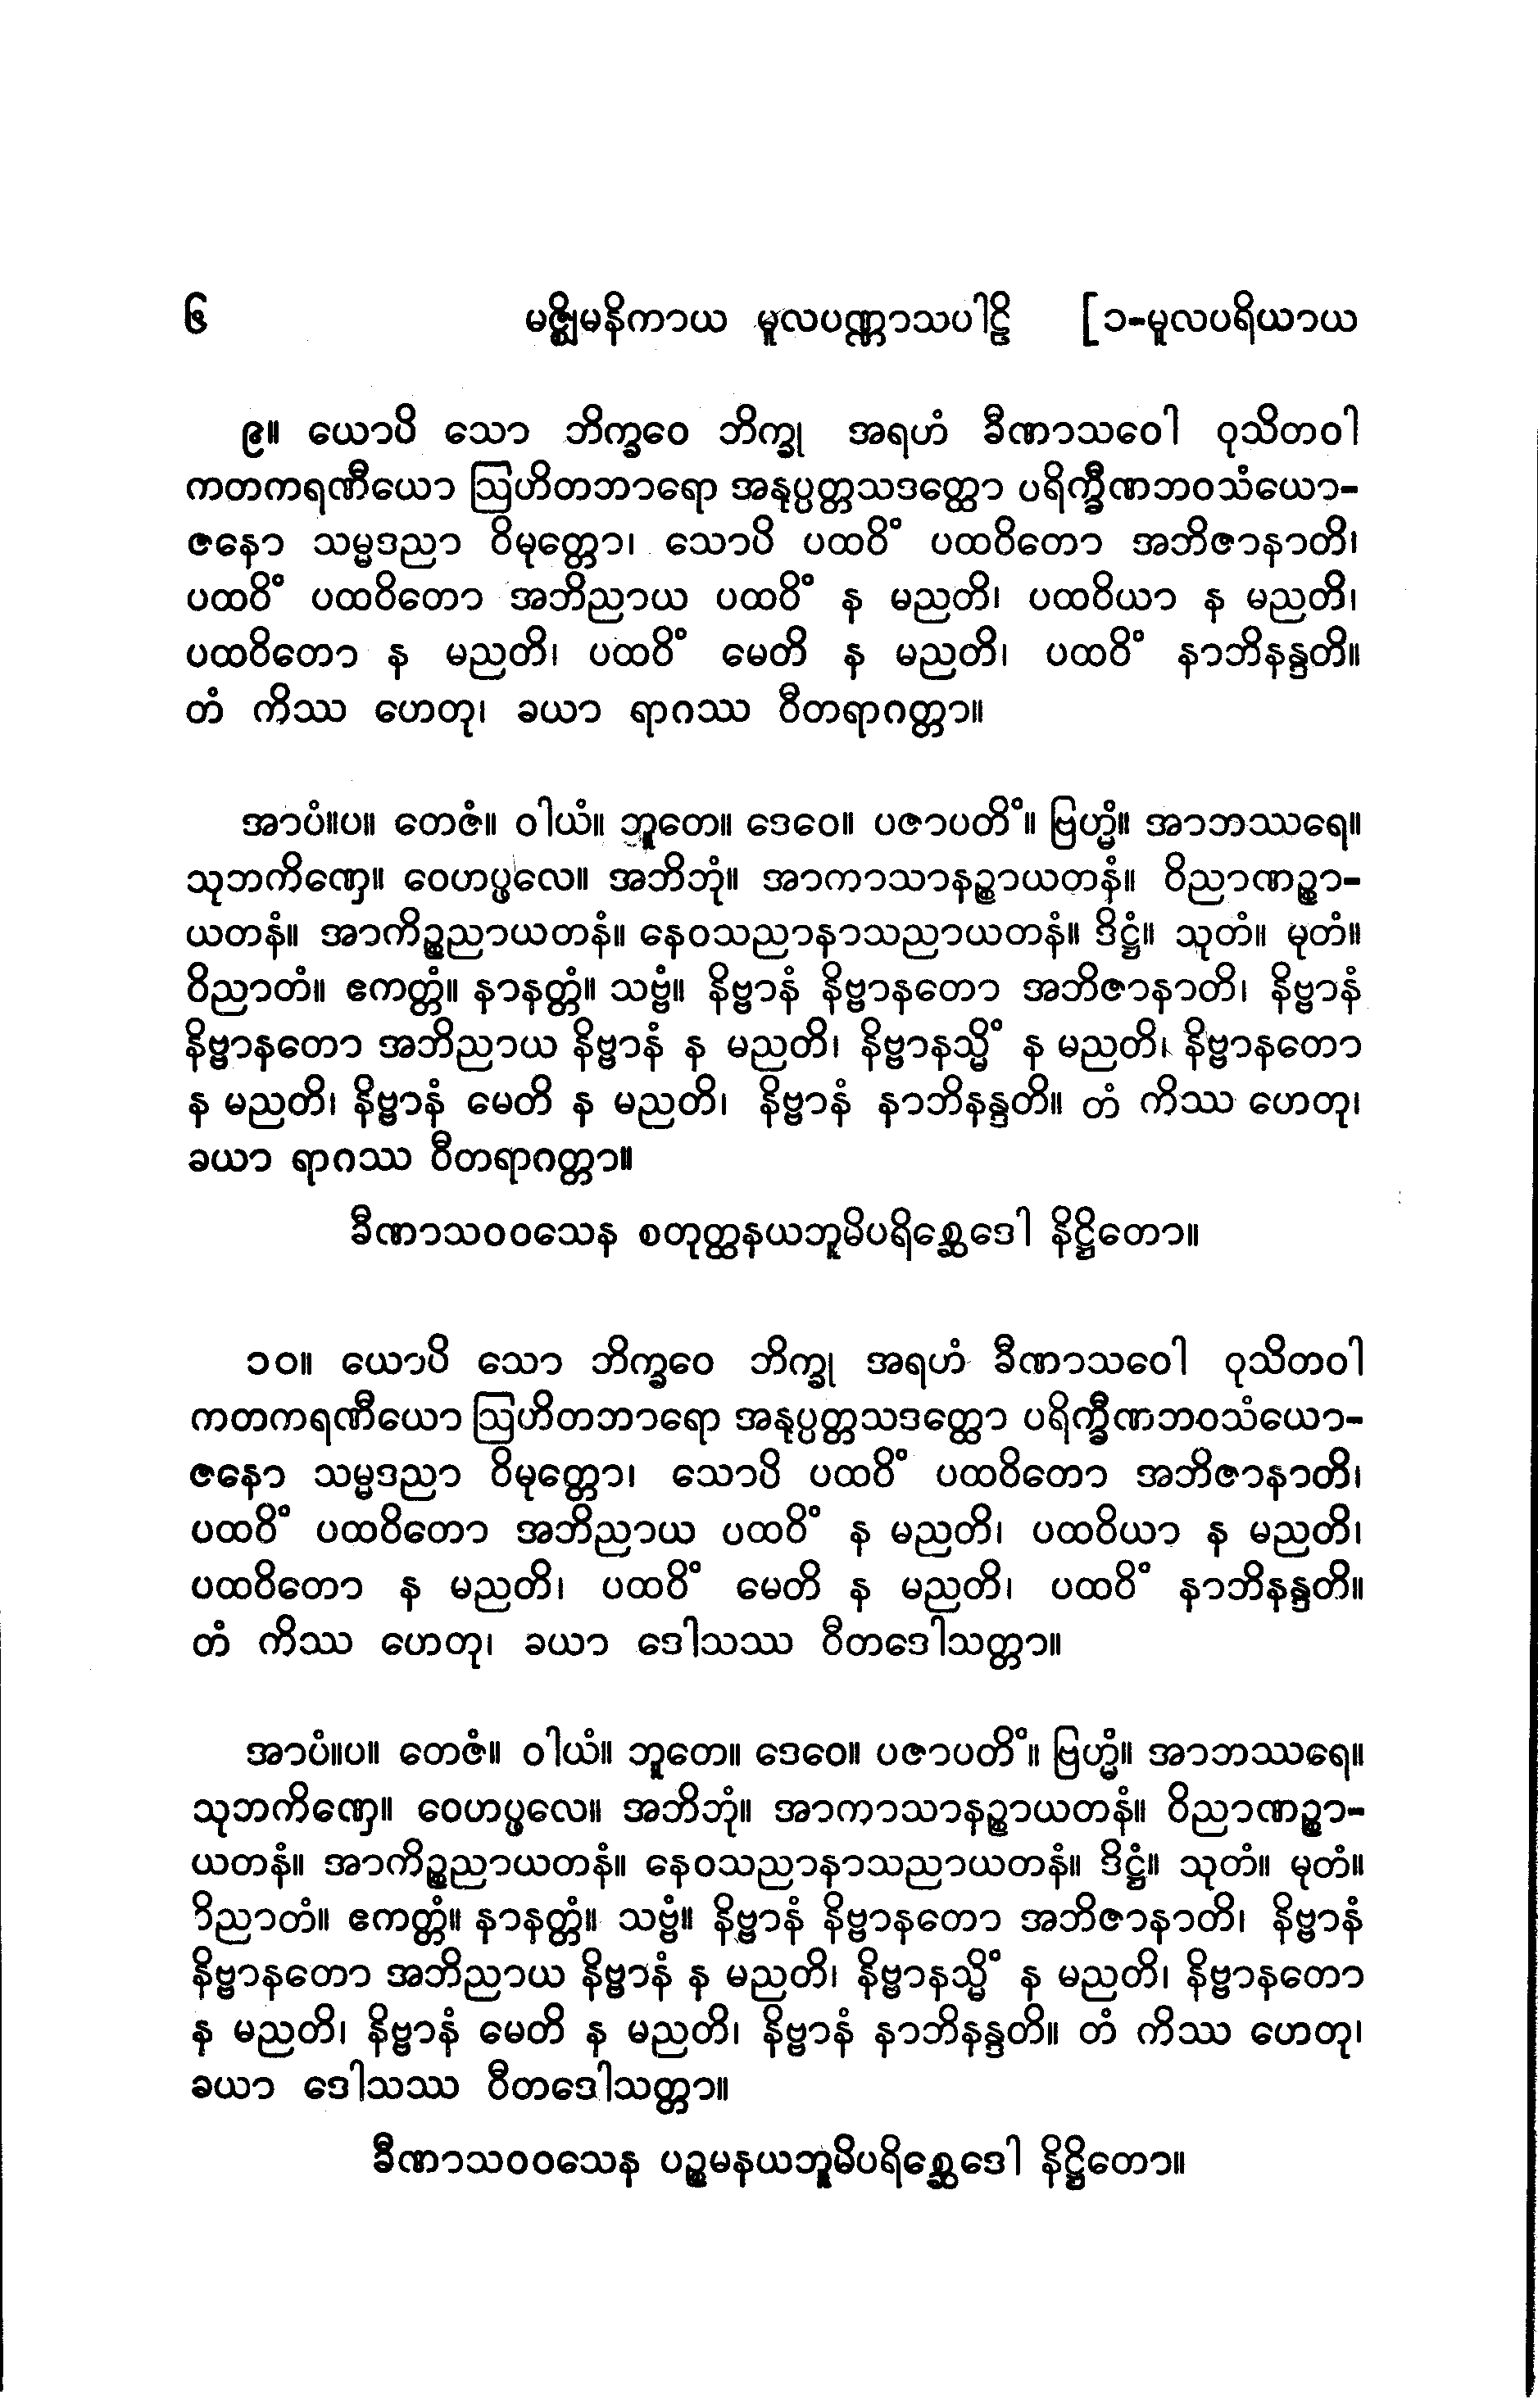 ၆ မဇ္ဈိမနိကာယ မူလပဏ္ဏာသပါဠိ [၁-မူလပရိယာယ
၉။ ယောပိ သော ဘိက္ခဝေ ဘိက္ခု အရဟံ ခီဏာသဝေါ ဝုသိတဝါ
ကတကရဏီယော ဩဟိတဘာရော အနုပ္ပတ္တသဒတ္ထော ပရိက္ခီဏဘဝသံယော-
ဇနော သမ္မဒညာ ဝိမုတ္တော၊ သောပိ ပထဝိံ ပထဝိတော အဘိဇာနာတိ၊
ပထဝိံ ပထဝိတော အဘိညာယ ပထဝိံ န မညတိ၊ ပထဝိယာ န မညတိ၊
ပထဝိတော န မညတိ၊ ပထဝိံ မေတိ န မညတိ၊ ပထဝိံ နာဘိနန္ဒတိ။
တံ ကိဿ ဟေတု၊ ခယာ ရာဂဿ ဝီတရာဂတ္တာ။
အာပံ။ပ။ တေဇံ။ ဝါယံ။ ဘူတေ။ ဒေဝေ။ ပဇာပတိံ။ ဗြဟ္မံ။ အာဘဿရေ။
သုဘကိဏှေ။ ဝေဟပ္ဖလေ။ အဘိဘုံ။ အာကာသာနဉ္စာယတနံ။ ဝိညာဏဉ္စာ-
ယတနံ။ အာကိဉ္စညာယတနံ။ နေဝသညာနာသညာယတနံ။ ဒိဋ္ဌံ။ သုတံ။ မုတံ။
ဝိညာတံ။ ဧကတ္တံ။ နာနတ္တံ။ သဗ္ဗံ။ နိဗ္ဗာနံ နိဗ္ဗာနတော အဘိဇာနာတိ၊ နိဗ္ဗာနံ
နိဗ္ဗာနတော အဘိညာယ နိဗ္ဗာနံ န မညတိ၊ နိဗ္ဗာနသ္မိံ န မညတိ၊ နိဗ္ဗာနတော
န မညတိ၊ နိဗ္ဗာနံ မေတိ န မညတိ၊ နိဗ္ဗာနံ နာဘိနန္ဒတိ။ တံ ကိဿ ဟေတု၊
ခယာ ရာဂဿ ဝီတရာဂတ္တာ။
ခီဏာသဝဝသေန စတုတ္ထနယဘူမိပရိစ္ဆေဒေါ နိဋ္ဌိတော။
၁၀။ ယောပိ သော ဘိက္ခဝေ ဘိက္ခု အရဟံ ခီဏာသဝေါ ဝုသိတဝါ
ကတကရဏီယော ဩဟိတဘာရော အနုပ္ပတ္တသဒတ္ထော ပရိက္ခီဏဘဝသံယော-
ဇနော သမ္မဒညာ ဝိမုတ္တော၊ သောပိ ပထဝိံ ပထဝိတော အဘိဇာနာတိ၊
ပထဝိံ ပထဝိတော အဘိညာယ ပထဝိံ န မညတိ၊ ပထဝိယာ န မညတိ၊
ပထဝိတော န မညတိ၊ ပထဝိံ မေတိ န မညတိ၊ ပထဝိံ နာဘိနန္ဒတိ။
တံ ကိဿ ဟေတု၊ ခယာ ဒေါသဿ ဝီတဒေါသတ္တာ။
အာပံ။ပ။ တေဇံ။ ဝါယံ။ ဘူတေ။ ဒေဝေ။ ပဇာပတိံ။ ဗြဟ္မံ။ အာဘဿရေ။
သုဘကိဏှေ။ ဝေဟပ္ဖလေ။ အဘိဘုံ။ အာကာသာနဉ္စာယတနံ။ ဝိညာဏဉ္စာ-
ယတနံ။ အာကိဉ္စညာယတနံ။ နေဝသညာနာသညာယတနံ။ ဒိဋ္ဌံ။ သုတံ။ မုတံ။
ဝိညာတံ။ ဧကတ္တံ။ နာနတ္တံ။ သဗ္ဗံ။ နိဗ္ဗာနံ နိဗ္ဗာနတော အဘိဇာနာတိ၊ နိဗ္ဗာနံ
နိဗ္ဗာနတော အဘိညာယ နိဗ္ဗာနံ န မညတိ၊ နိဗ္ဗာနသ္မိံ န မညတိ၊ နိဗ္ဗာနတော
န မညတိ၊ နိဗ္ဗာနံ မေတိ န မညတိ၊ နိဗ္ဗာနံ နာဘိနန္ဒတိ။ တံ ကိဿ ဟေတု၊
ခယာ ဒေါသဿ ဝီတဒေါသတ္တာ။
ခီဏာသဝဝသေန ပဉ္စမနယဘူမိပရိစ္ဆေဒေါ နိဋ္ဌိတော။